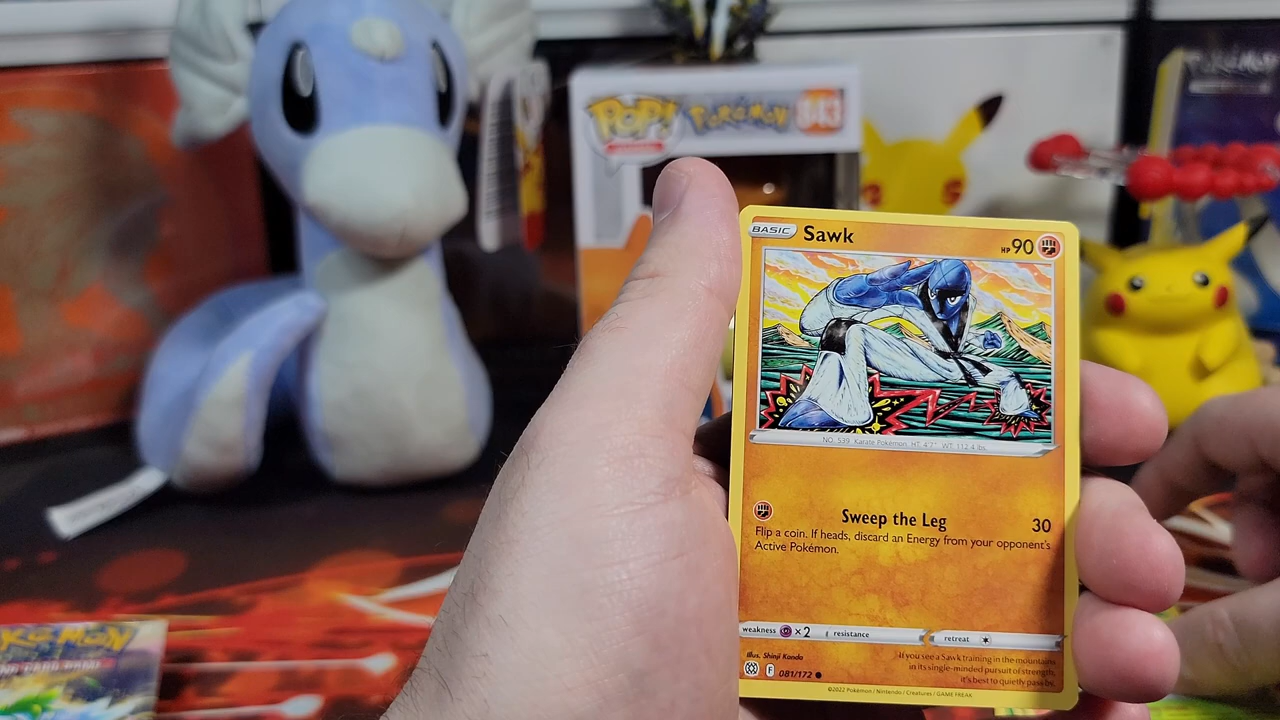 POP!
POKéMON
843
BASIC
Sawk
HP 90
NO. 539 Karate Pokémon HT: 4'7" WT: 112.4 lbs.
Sweep the Leg 30
Flip a coin. If heads, discard an Energy from your opponent's
Active Pokémon.
weakness ×2 resistance retreat
Illus. Shinji Kanda
F 081/172
If you see a Sawk training in the mountains
in its single-minded pursuit of strength,
it's best to quietly pass by.
©2022 Pokémon / Nintendo / Creatures / GAME FREAK
POKéMON